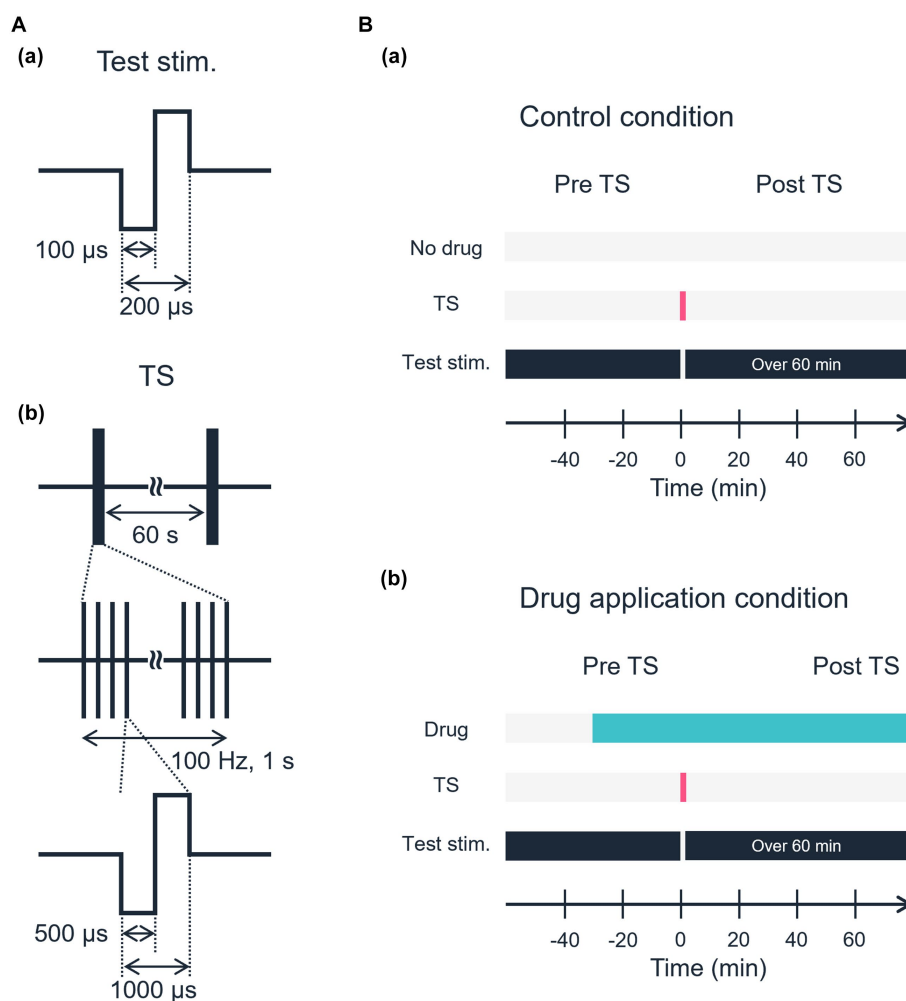 A
(a)
Test stim.
100 µs
200 µs
TS
(b)
60 s
100 Hz, 1 s
500 µs
1000 µs
B
(a)
Control condition
Pre TS Post TS
No drug
TS
Test stim. Over 60 min
-40 -20 0 20 40 60
Time (min)
(b)
Drug application condition
Pre TS Post TS
Drug
TS
Test stim. Over 60 min
-40 -20 0 20 40 60
Time (min)